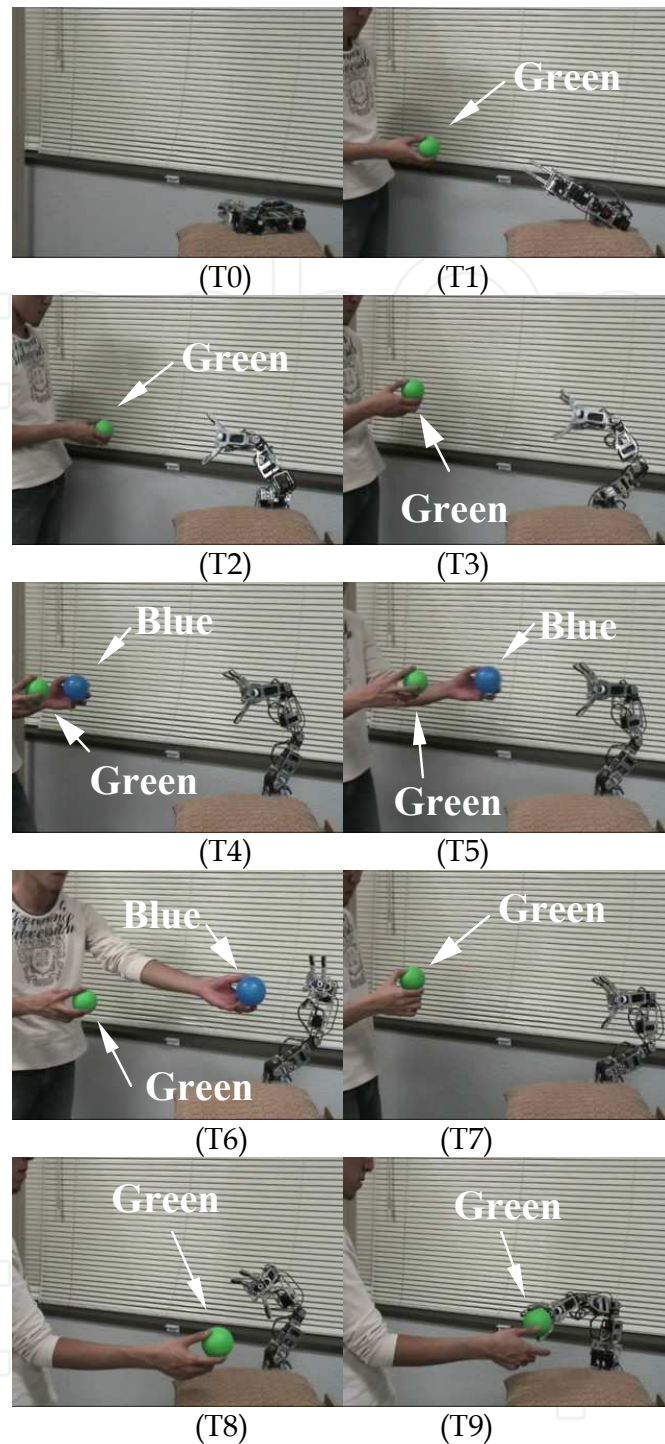 Green
(T0) (T1)
Green
Green
(T2) (T3)
Blue
Green
Blue
Green
(T4) (T5)
Blue
Green
Green
(T6) (T7)
Green
Green
(T8) (T9)